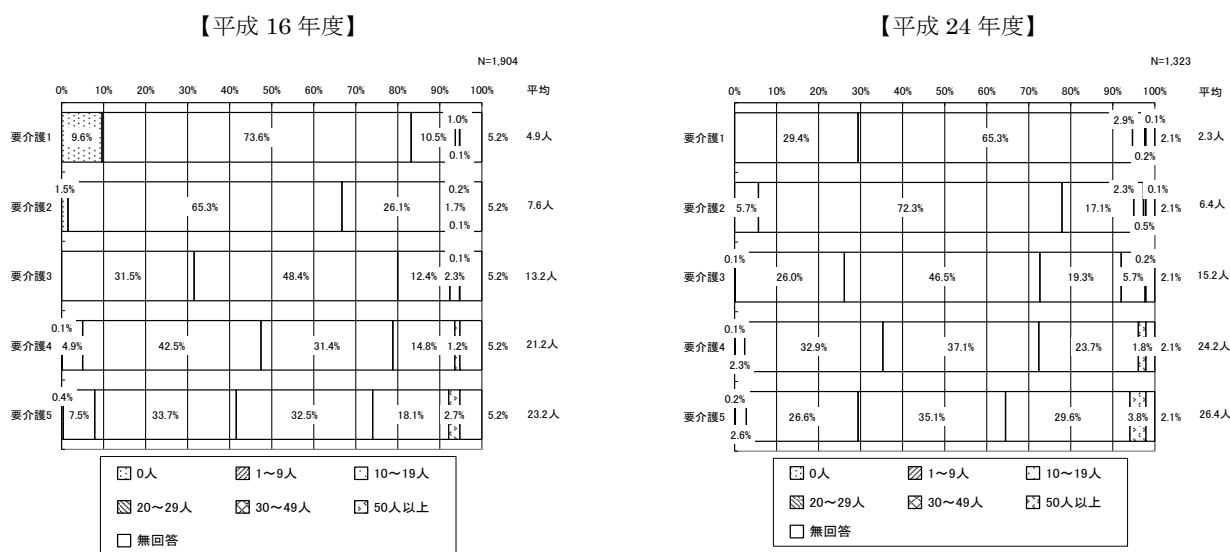 【平成 16 年度】
N=1,904
0% 10% 20% 30% 40% 50% 60% 70% 80% 90% 100% 平均
1.0%
要介護1 9.6% 73.6% 10.5% 5.2% 4.9人
0.1%
1.5% 0.2%
要介護2 65.3% 26.1% 1.7% 5.2% 7.6人
0.1%
0.1%
要介護3 31.5% 48.4% 12.4% 2.3% 5.2% 13.2人
0.1%
要介護4 4.9% 42.5% 31.4% 14.8% 1.2% 5.2% 21.2人
0.4%
要介護5 7.5% 33.7% 32.5% 18.1% 2.7% 5.2% 23.2人
0人 1～9人 10～19人
20～29人 30～49人 50人以上
無回答
【平成 24 年度】
N=1,323
0% 10% 20% 30% 40% 50% 60% 70% 80% 90% 100% 平均
2.9% 0.1%
要介護1 29.4% 65.3% 2.1% 2.3人
0.2%
2.3% 0.1%
要介護2 5.7% 72.3% 17.1% 2.1% 6.4人
0.5%
0.1% 0.2%
要介護3 26.0% 46.5% 19.3% 5.7% 2.1% 15.2人
0.1%
要介護4 32.9% 37.1% 23.7% 1.8% 2.1% 24.2人
2.3%
0.2%
要介護5 26.6% 35.1% 29.6% 3.8% 2.1% 26.4人
2.6%
0人 1～9人 10～19人
20～29人 30～49人 50人以上
無回答